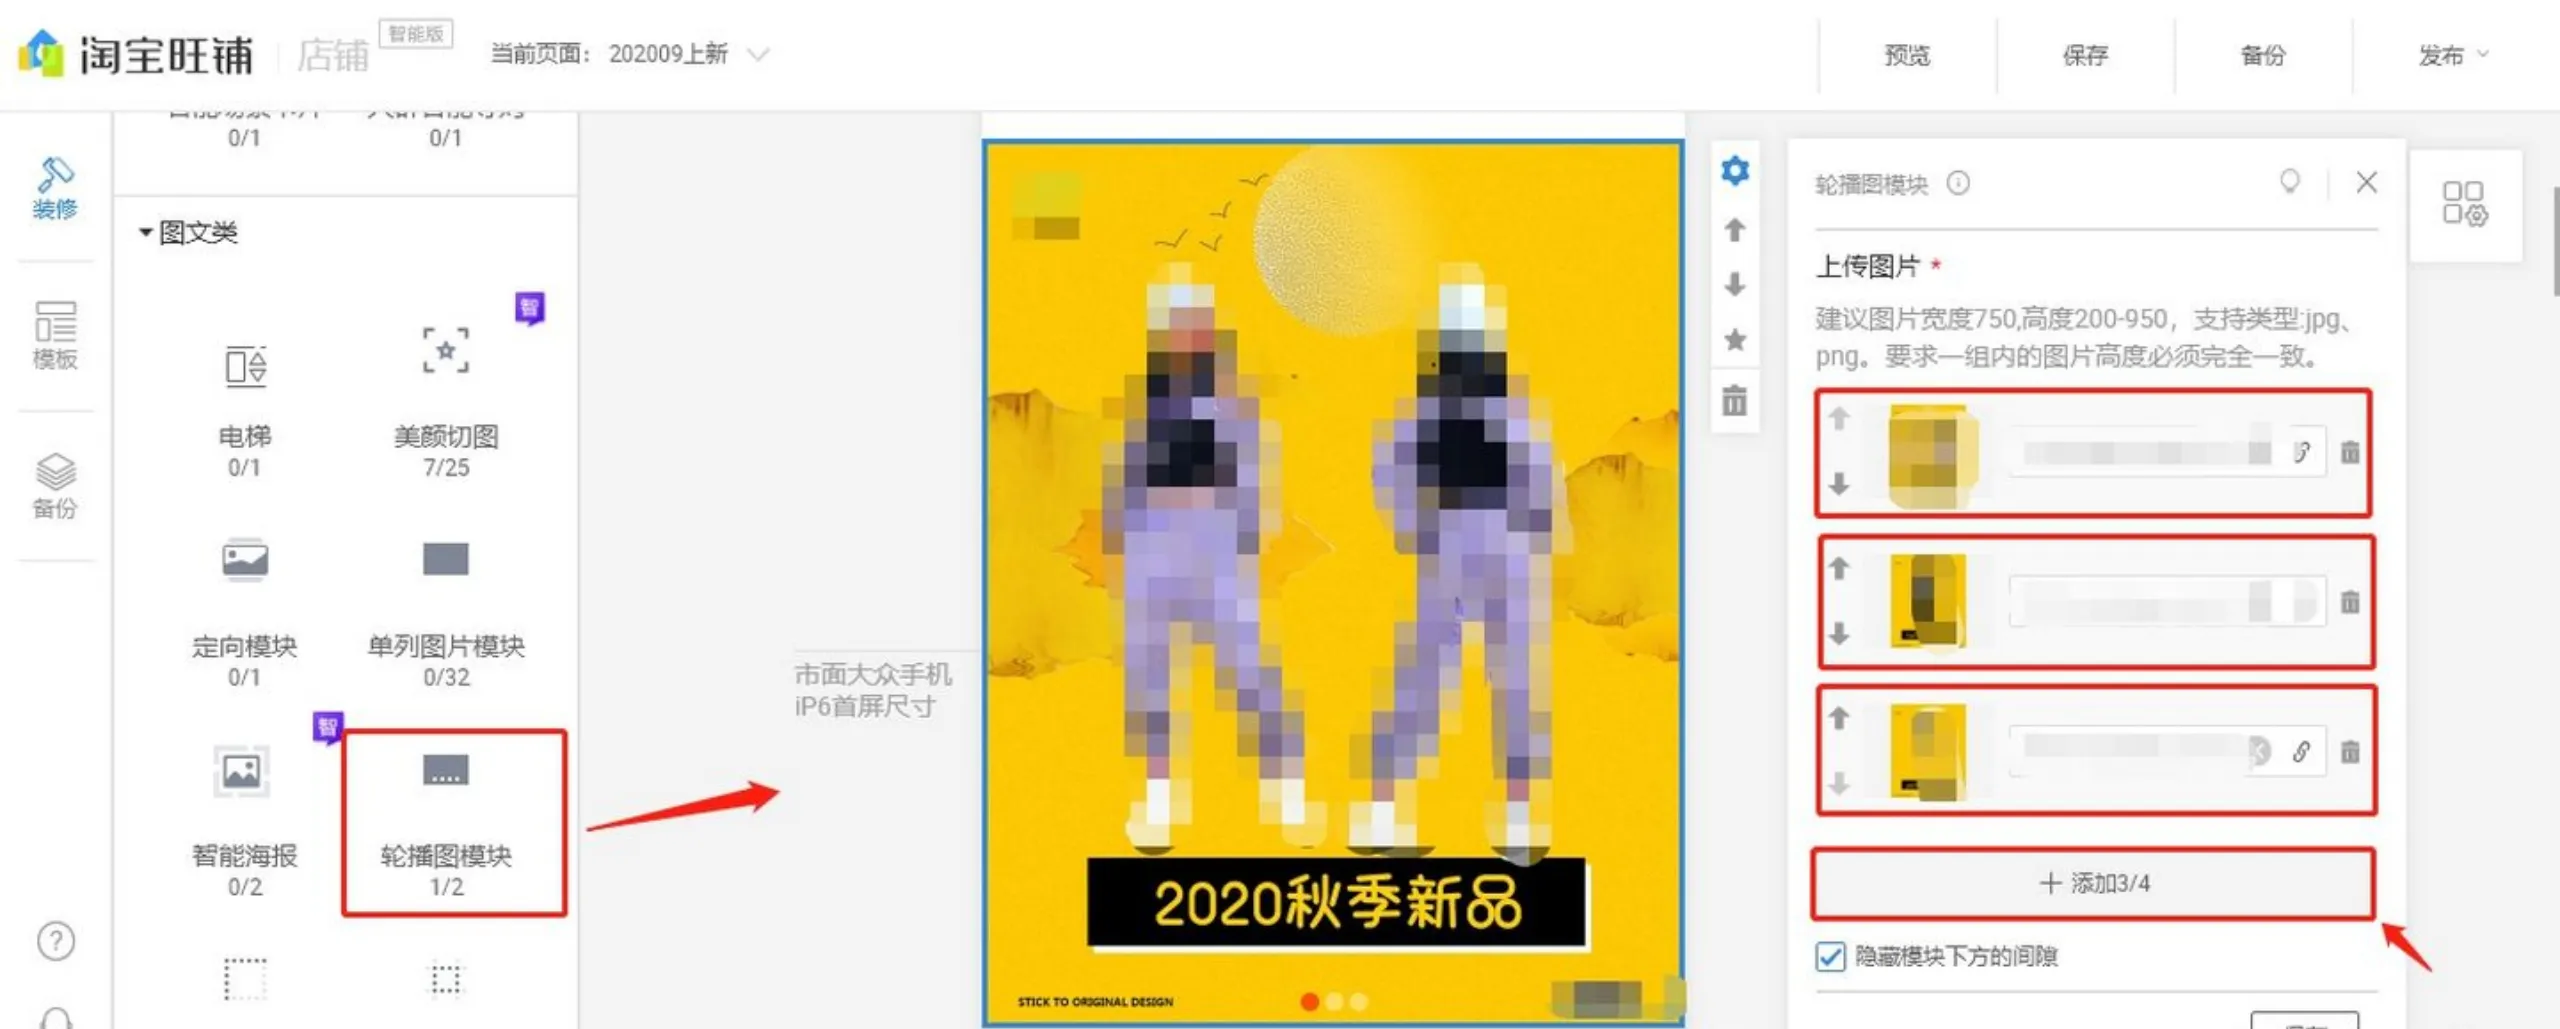 淘宝旺铺
店铺
智能版
当前页面： 202009上新
预览
保存
备份
发布
0/1
0/1
装修
模板
备份
图文类
智
电梯
0/1
美颜切图
7/25
定向模块
0/1
单列图片模块
0/32
智
智能海报
0/2
轮播图模块
1/2
市面大众手机
iP6首屏尺寸
2020秋季新品
STICK TO ORIGINAL DESIGN
轮播图模块
上传图片 *
建议图片宽度750,高度200-950，支持类型:jpg、
png。要求一组内的图片高度必须完全一致。
＋ 添加3/4
隐藏模块下方的间隙